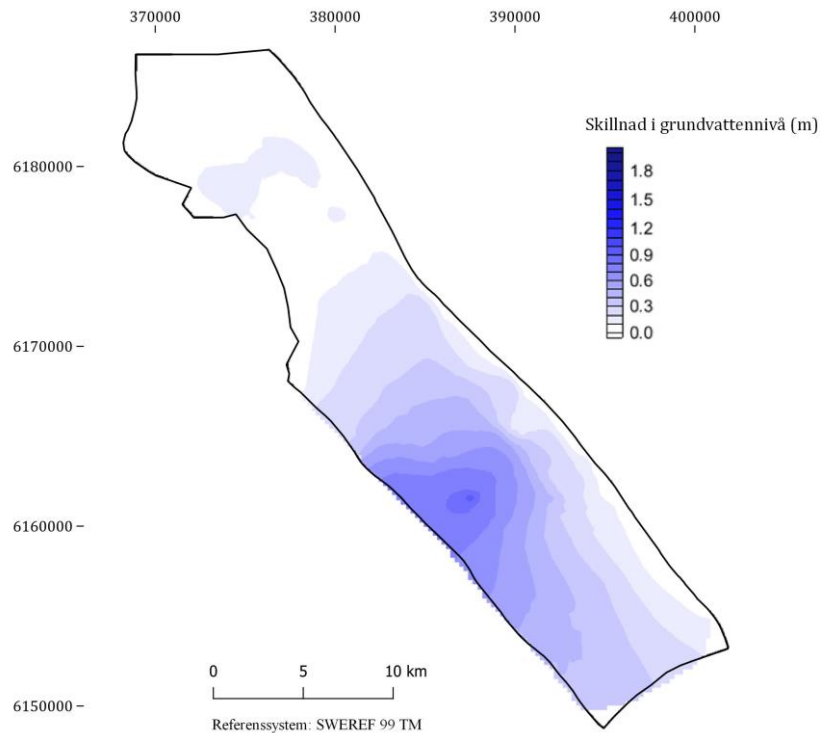 370000 380000 390000 400000
Skillnad i grundvattennivå (m)
6180000
1.8
1.5
1.2
0.9
0.6
0.3
0.0
6170000
6160000
6150000
0 5 10 km
Referenssystem: SWEREF 99 TM